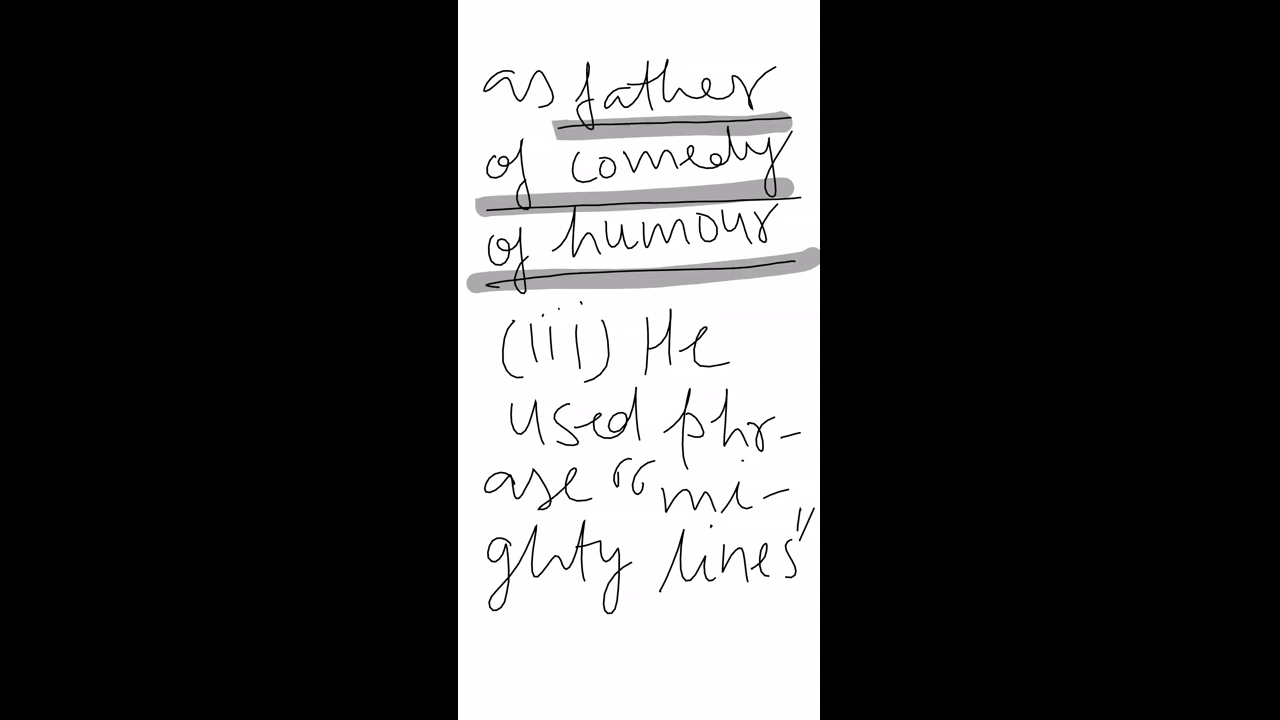 as father
of comedy
of humour
(iii) He
used phr-
ase “mi-
ghty lines”